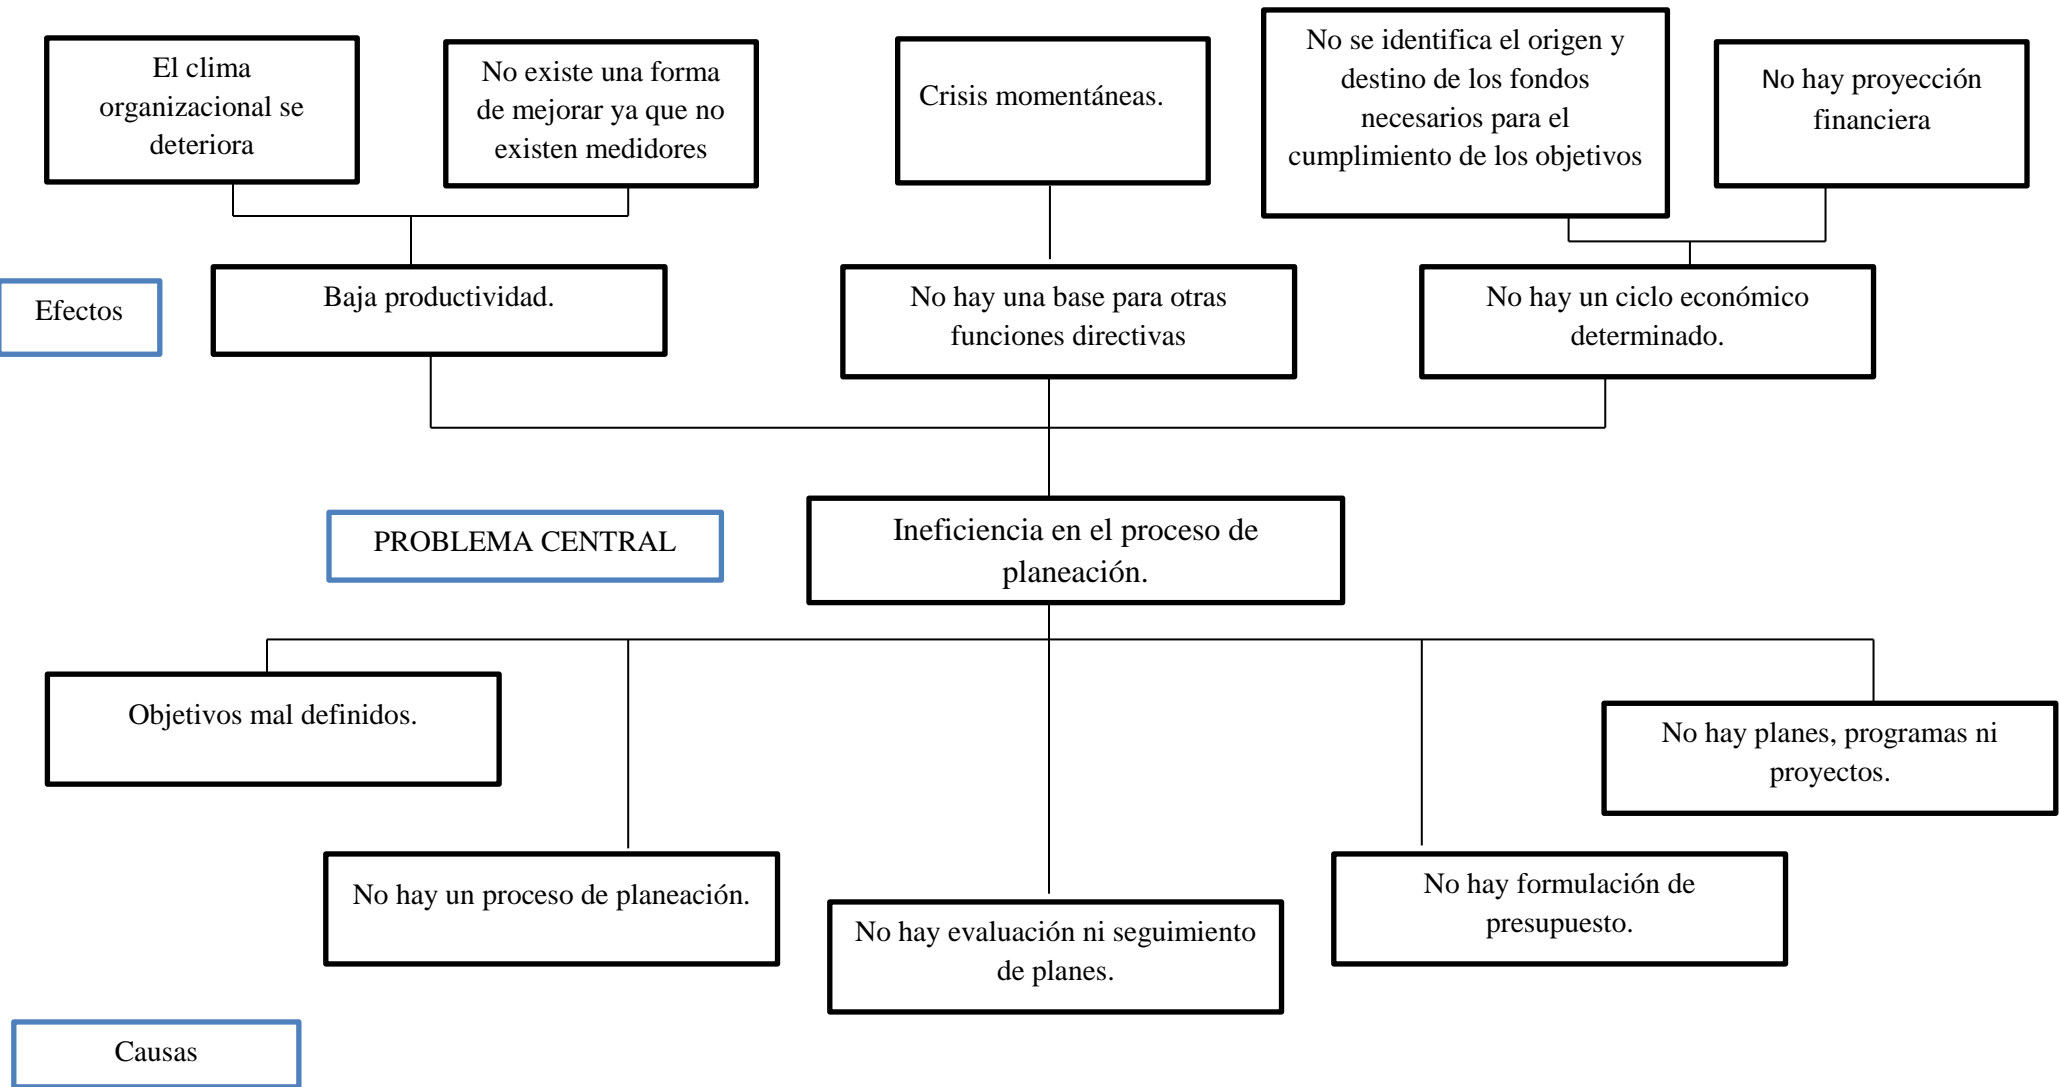 El clima
organizacional se
deteriora
No existe una forma
de mejorar ya que no
existen medidores
Crisis momentáneas.
No se identifica el origen y
destino de los fondos
necesarios para el
cumplimiento de los objetivos
No hay proyección
financiera
Efectos
Baja productividad.
No hay una base para otras
funciones directivas
No hay un ciclo económico
determinado.
PROBLEMA CENTRAL
Ineficiencia en el proceso de
planeación.
Objetivos mal definidos.
No hay planes, programas ni
proyectos.
No hay un proceso de planeación.
No hay evaluación ni seguimiento
de planes.
No hay formulación de
presupuesto.
Causas